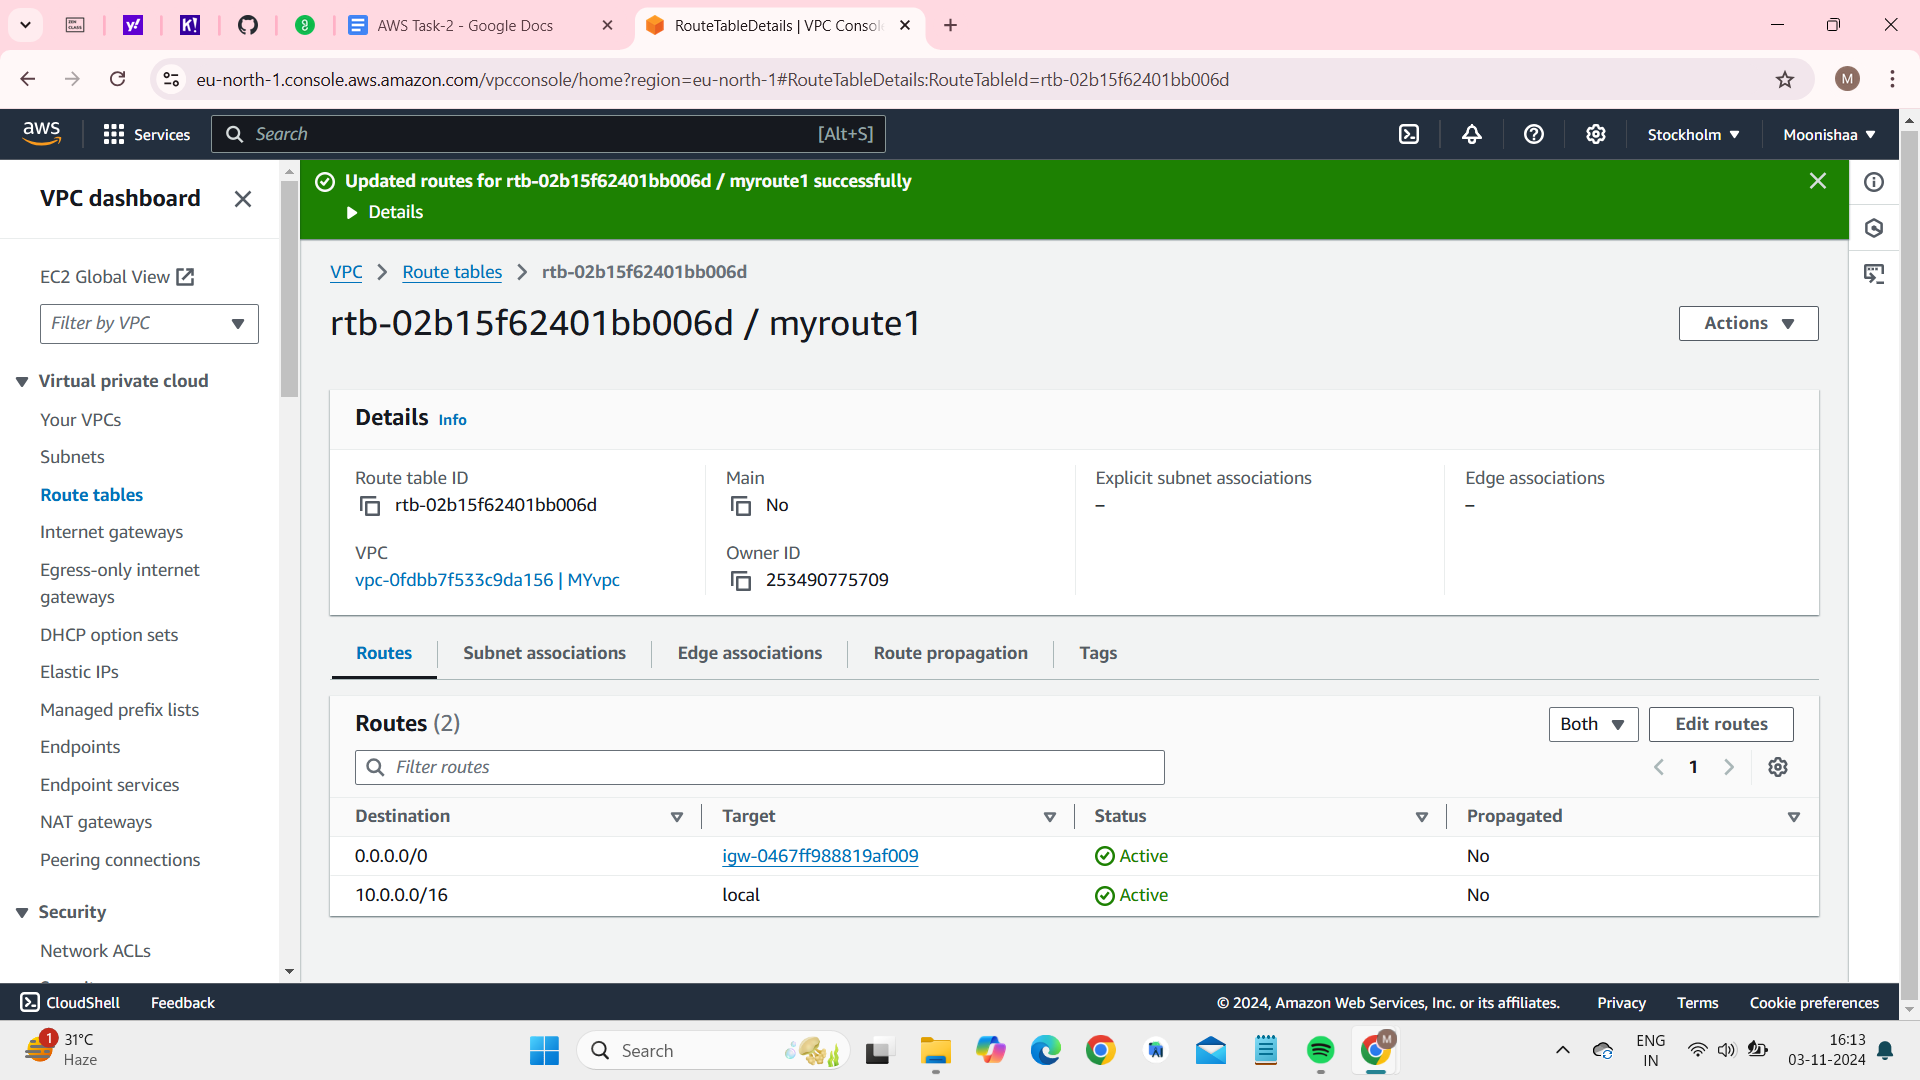 AWS Task-2 - Google Docs
RouteTableDetails | VPC Consol
eu-north-1.console.aws.amazon.com/vpcconsole/home?region=eu-north-1#RouteTableDetails:RouteTableId=rtb-02b15f62401bb006d
M
aws
Services
Search
[Alt+S]
Stockholm
Moonishaa
VPC dashboard
EC2 Global View
Filter by VPC
Virtual private cloud
Your VPCs
Subnets
Route tables
Internet gateways
Egress-only internet
gateways
DHCP option sets
Elastic IPs
Managed prefix lists
Endpoints
Endpoint services
NAT gateways
Peering connections
Security
Network ACLs
Updated routes for rtb-02b15f62401bb006d / myroute1 successfully
Details
VPC
Route tables
rtb-02b15f62401bb006d
rtb-02b15f62401bb006d / myroute1
Actions
Details Info
Route table ID
rtb-02b15f62401bb006d
Main
No
Explicit subnet associations
–
Edge associations
–
VPC
vpc-0fdbb7f533c9da156 | MYvpc
Owner ID
253490775709
Routes
Subnet associations
Edge associations
Route propagation
Tags
Routes (2)
Both
Edit routes
Filter routes
1
Destination
Target
Status
Propagated
0.0.0.0/0
igw-0467ff988819af009
Active
No
10.0.0.0/16
local
Active
No
CloudShell
Feedback
© 2024, Amazon Web Services, Inc. or its affiliates.
Privacy
Terms
Cookie preferences
1
31°C
Haze
Search
M
ENG
IN
16:13
03-11-2024